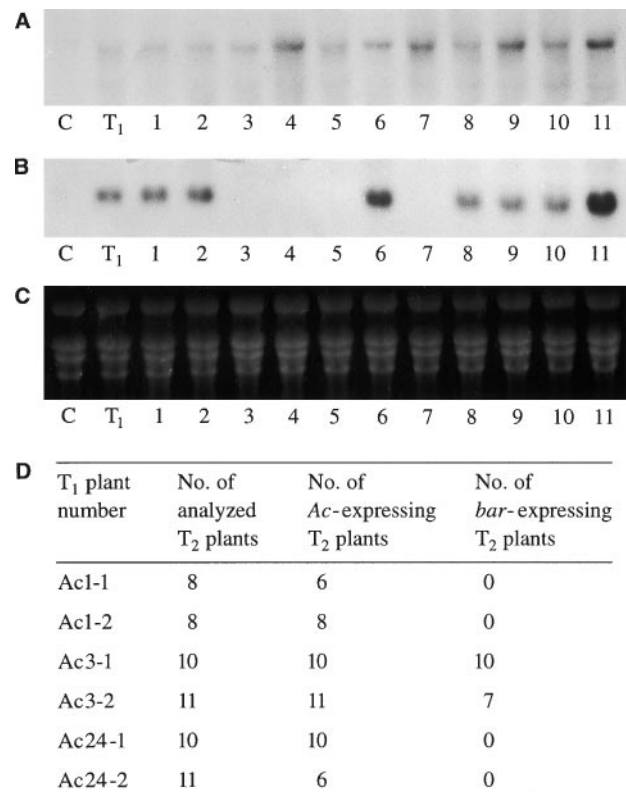 A
C T₁ 1 2 3 4 5 6 7 8 9 10 11
B
C T₁ 1 2 3 4 5 6 7 8 9 10 11
C
C T₁ 1 2 3 4 5 6 7 8 9 10 11
D
T₁ plant number No. of analyzed T₂ plants No. of Ac-expressing T₂ plants No. of bar-expressing T₂ plants
Ac1-1 8 6 0
Ac1-2 8 8 0
Ac3-1 10 10 10
Ac3-2 11 11 7
Ac24-1 10 10 0
Ac24-2 11 6 0